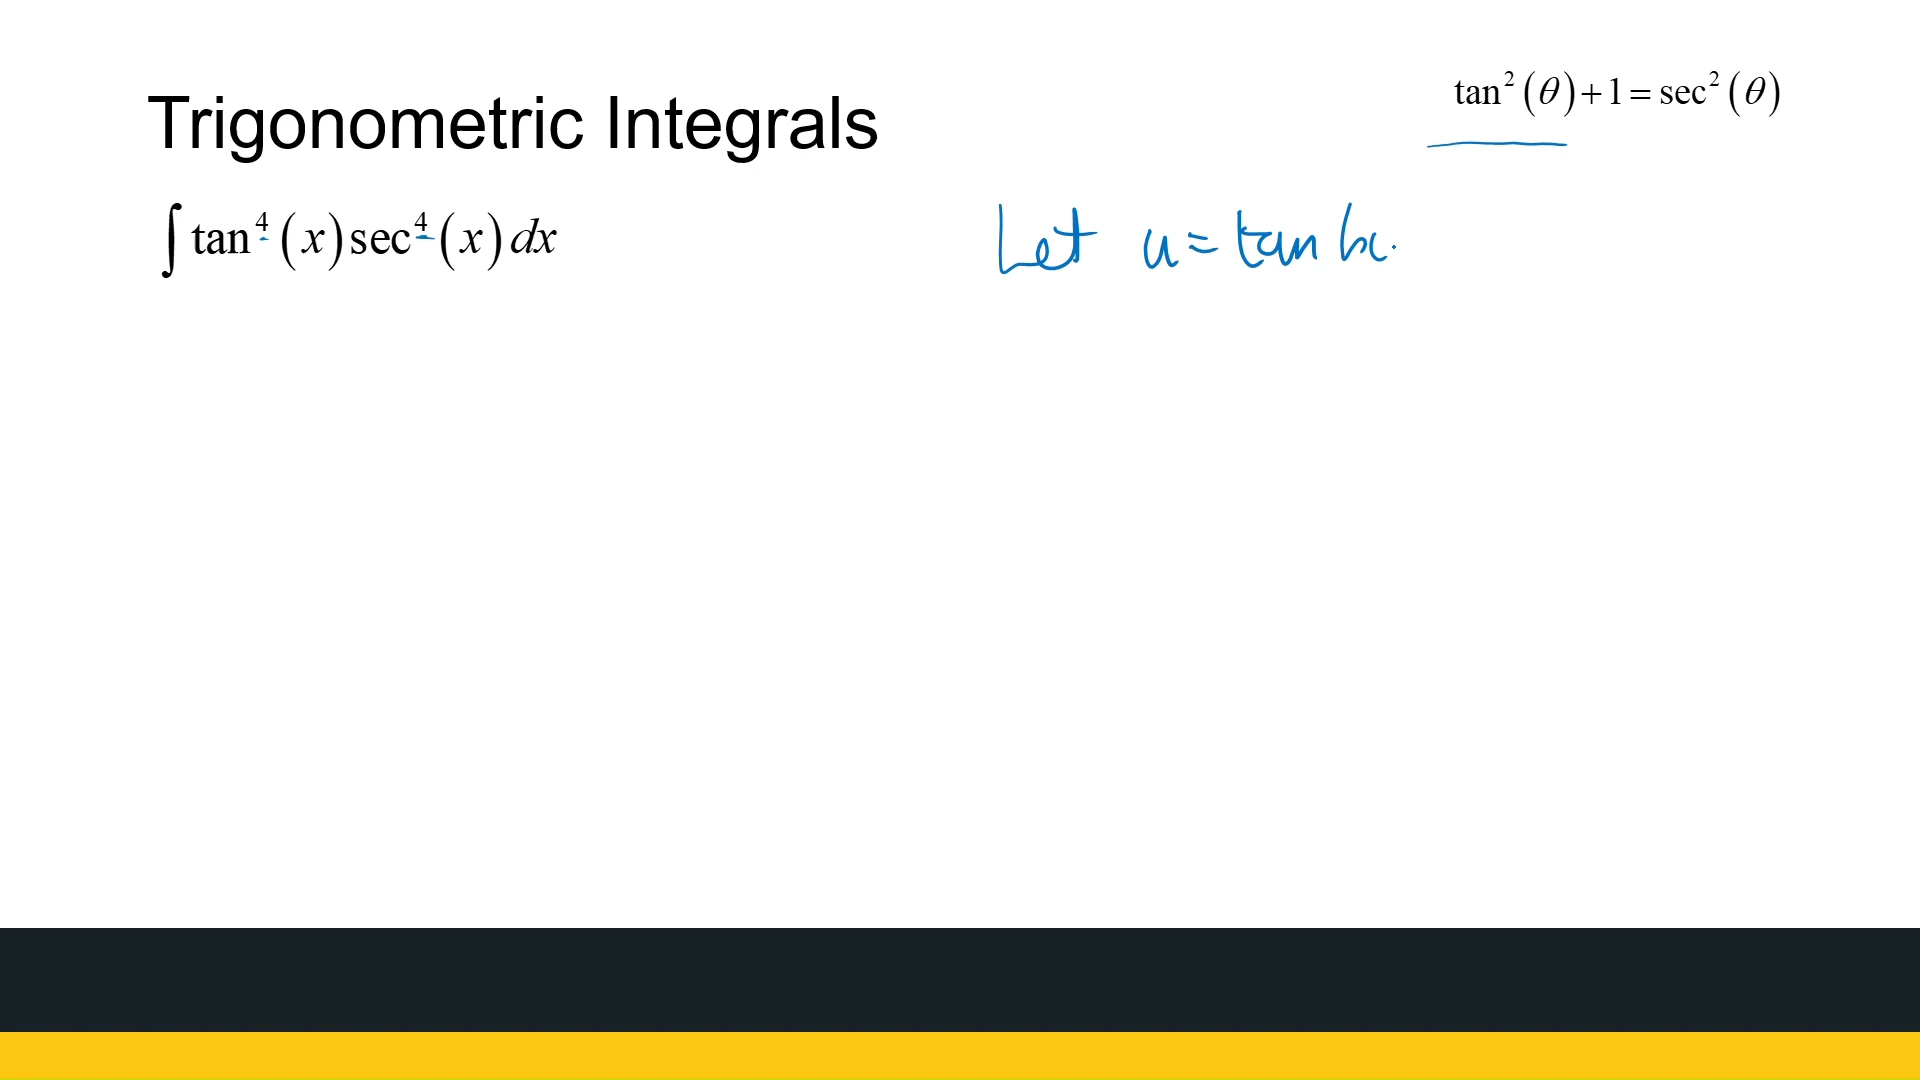 tan²(θ)+1=sec²(θ)
Trigonometric Integrals
∫tan⁴(x)sec⁴(x)dx
Let u=tan(x